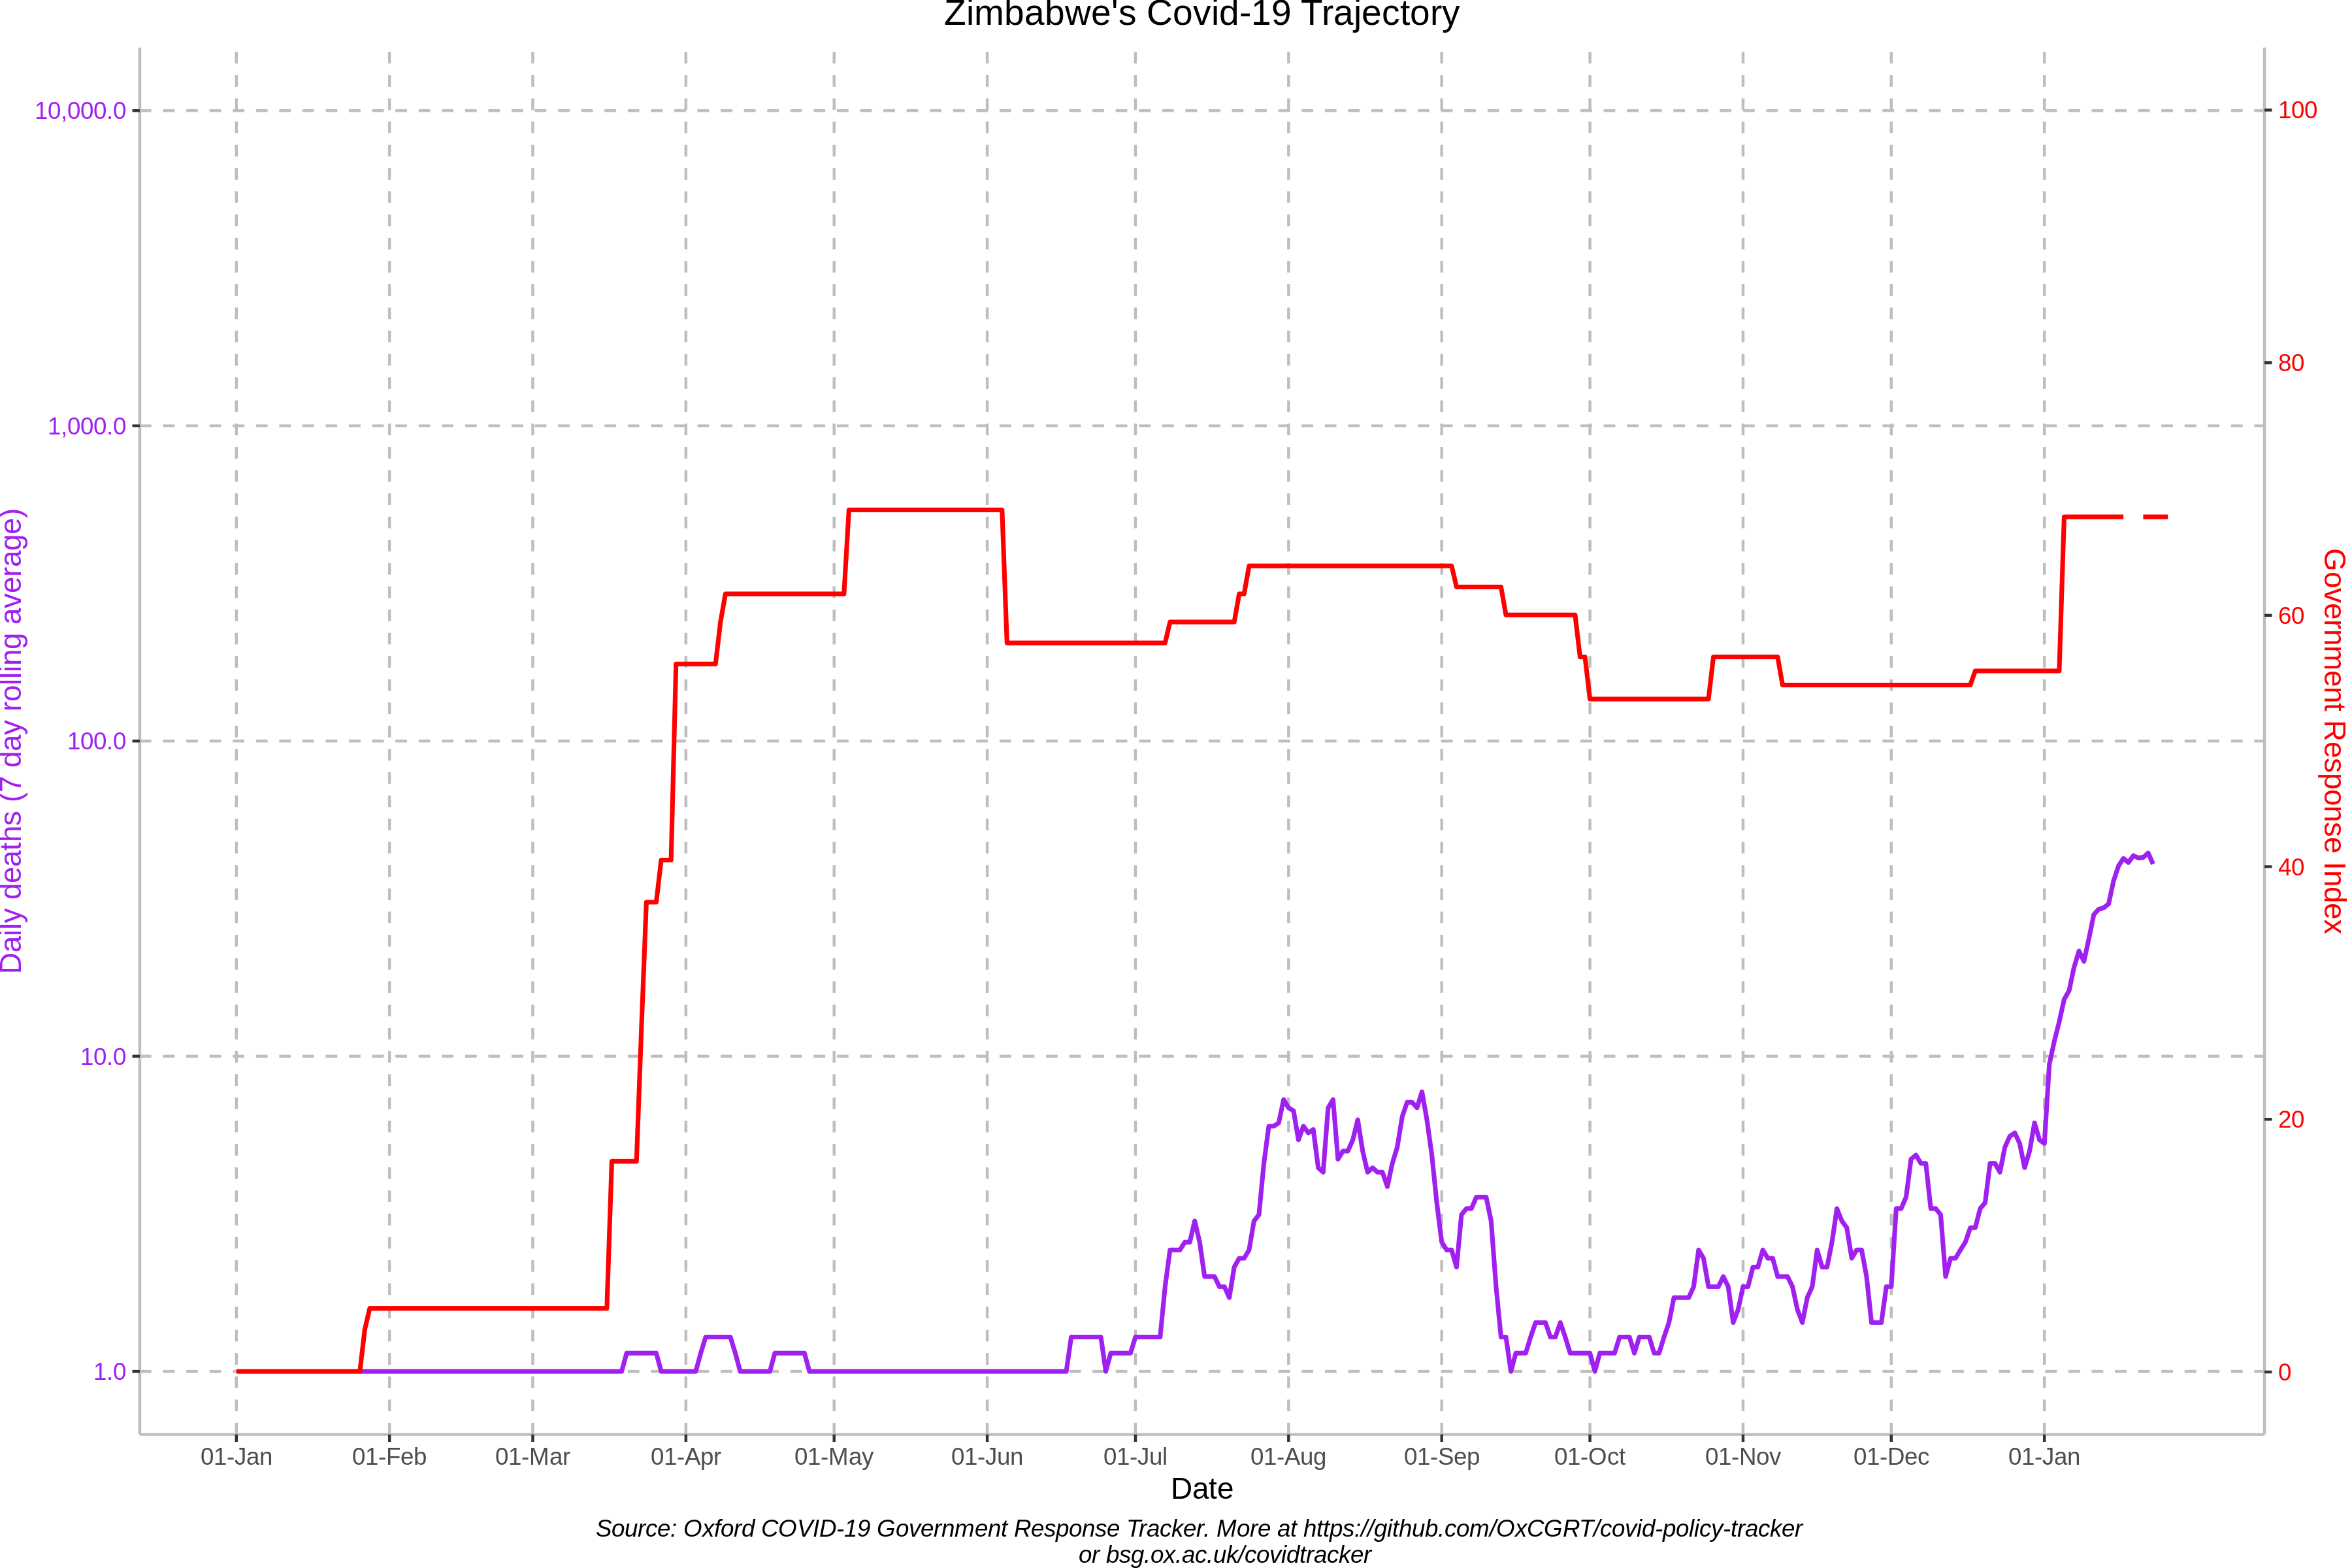 Zimbabwe's Covid-19 Trajectory
10,000.0
1,000.0
100.0
10.0
1.0
Daily deaths (7 day rolling average)
100
80
60
40
20
0
Government Response Index
01-Jan 01-Feb 01-Mar 01-Apr 01-May 01-Jun 01-Jul 01-Aug 01-Sep 01-Oct 01-Nov 01-Dec 01-Jan
Date
Source: Oxford COVID-19 Government Response Tracker. More at https://github.com/OxCGRT/covid-policy-tracker
or bsg.ox.ac.uk/covidtracker